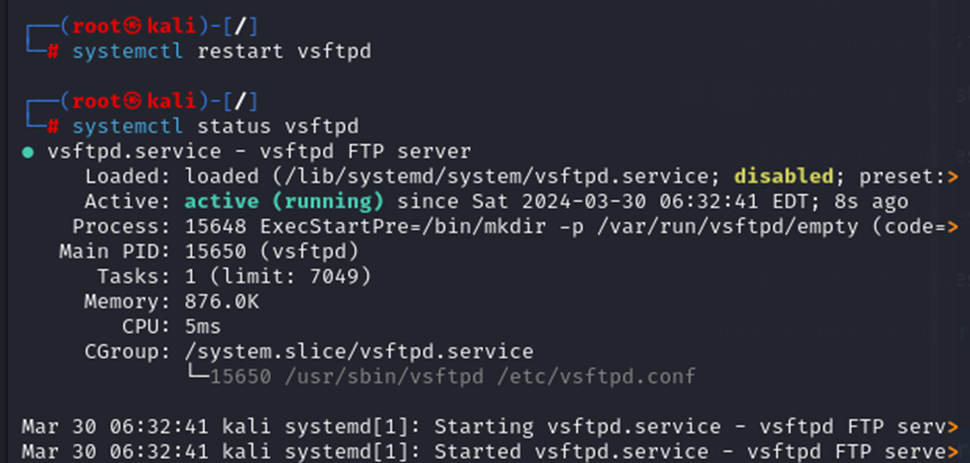 ┌──(root㉿kali)-[/]
└─# systemctl restart vsftpd
┌──(root㉿kali)-[/]
└─# systemctl status vsftpd
● vsftpd.service - vsftpd FTP server
Loaded: loaded (/lib/systemd/system/vsftpd.service; disabled; preset:>
Active: active (running) since Sat 2024-03-30 06:32:41 EDT; 8s ago
Process: 15648 ExecStartPre=/bin/mkdir -p /var/run/vsftpd/empty (code=>
Main PID: 15650 (vsftpd)
Tasks: 1 (limit: 7049)
Memory: 876.0K
CPU: 5ms
CGroup: /system.slice/vsftpd.service
└─15650 /usr/sbin/vsftpd /etc/vsftpd.conf
Mar 30 06:32:41 kali systemd[1]: Starting vsftpd.service - vsftpd FTP serv>
Mar 30 06:32:41 kali systemd[1]: Started vsftpd.service - vsftpd FTP serve>